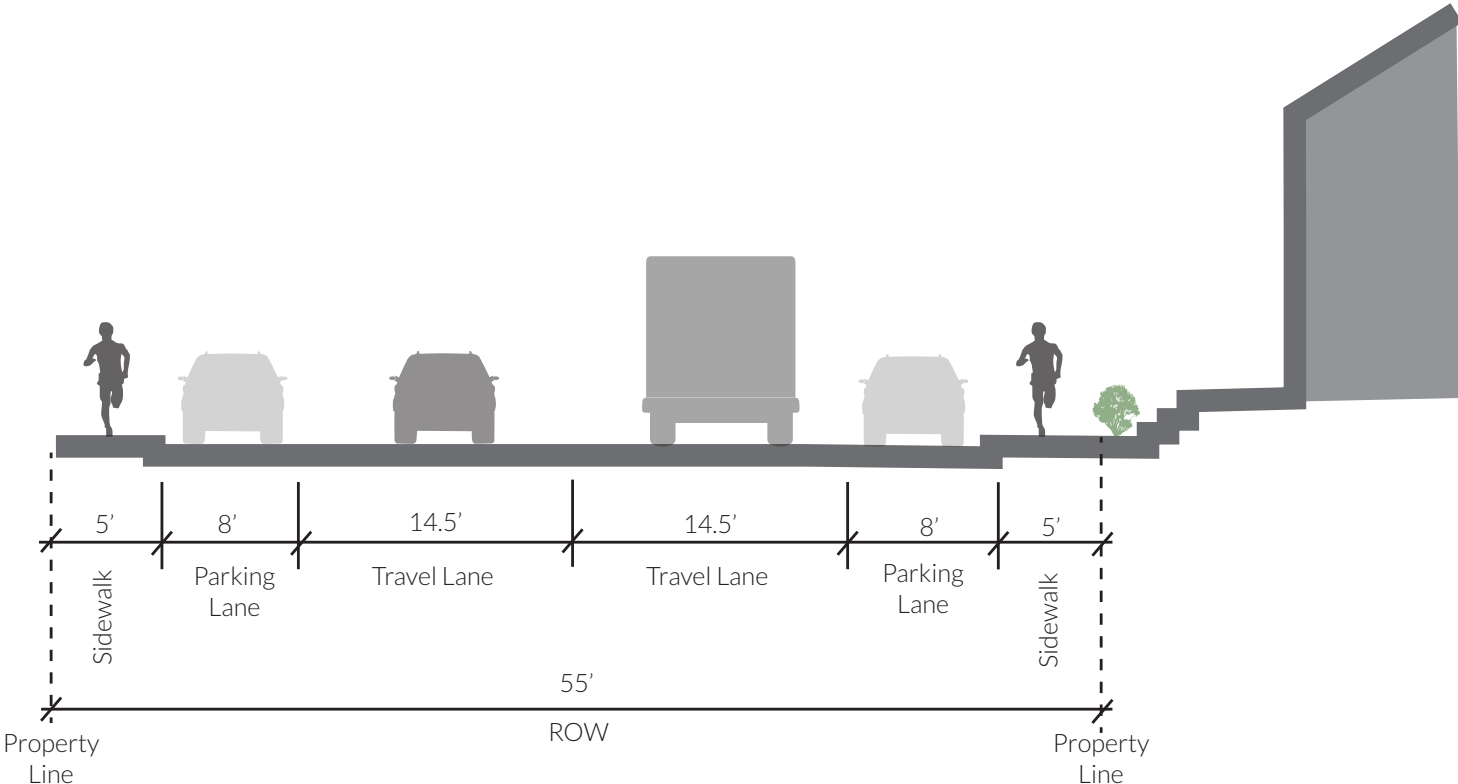 5’
8’
14.5’
14.5’
8’
5’
Sidewalk
Parking
Lane
Travel Lane
Travel Lane
Parking
Lane
Sidewalk
55’
ROW
Property
Line
Property
Line